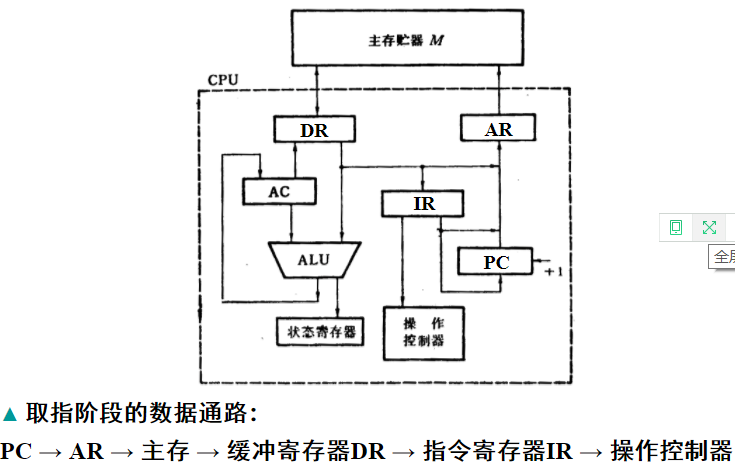 主存贮器 M
CPU
DR
AR
AC
IR
ALU
PC
+1
状态寄存器
操 作
控制器
全屏
▲ 取指阶段的数据通路：
PC → AR → 主存 → 缓冲寄存器DR → 指令寄存器IR → 操作控制器